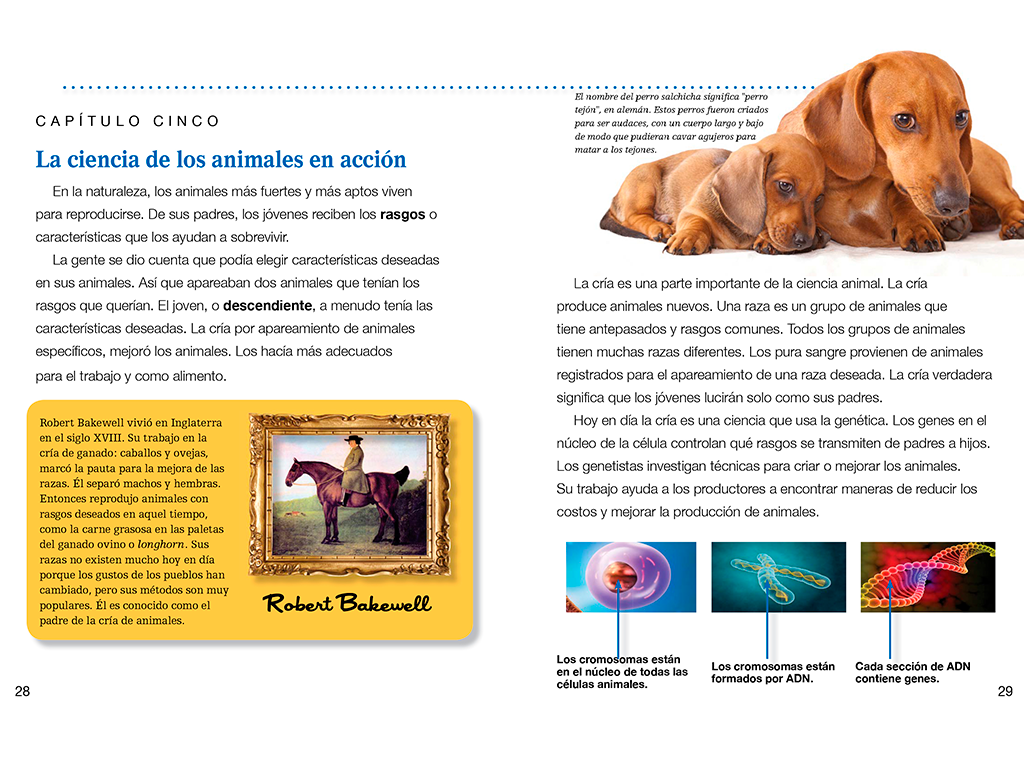 CAPÍTULO CINCO
La ciencia de los animales en acción
En la naturaleza, los animales más fuertes y más aptos viven
para reproducirse. De sus padres, los jóvenes reciben los rasgos o
características que los ayudan a sobrevivir.
La gente se dio cuenta que podía elegir características deseadas
en sus animales. Así que apareaban dos animales que tenían los
rasgos que querían. El joven, o descendiente, a menudo tenía las
características deseadas. La cría por apareamiento de animales
específicos, mejoró los animales. Los hacía más adecuados
para el trabajo y como alimento.
Robert Bakewell vivió en Inglaterra
en el siglo XVIII. Su trabajo en la
cría de ganado: caballos y ovejas,
marcó la pauta para la mejora de las
razas. Él separó machos y hembras.
Entonces reprodujo animales con
rasgos deseados en aquel tiempo,
como la carne grasosa en las paletas
del ganado ovino o longhorn. Sus
razas no existen mucho hoy en día
porque los gustos de los pueblos han
cambiado, pero sus métodos son muy
populares. Él es conocido como el
padre de la cría de animales.
Robert Bakewell
28
El nombre del perro salchicha significa "perro
tejón", en alemán. Estos perros fueron criados
para ser audaces, con un cuerpo largo y bajo
de modo que pudieran cavar agujeros para
matar a los tejones.
La cría es una parte importante de la ciencia animal. La cría
produce animales nuevos. Una raza es un grupo de animales que
tiene antepasados y rasgos comunes. Todos los grupos de animales
tienen muchas razas diferentes. Los pura sangre provienen de animales
registrados para el apareamiento de una raza deseada. La cría verdadera
significa que los jóvenes lucirán solo como sus padres.
Hoy en día la cría es una ciencia que usa la genética. Los genes en el
núcleo de la célula controlan qué rasgos se transmiten de padres a hijos.
Los genetistas investigan técnicas para criar o mejorar los animales.
Su trabajo ayuda a los productores a encontrar maneras de reducir los
costos y mejorar la producción de animales.
Los cromosomas están
en el núcleo de todas las
células animales.
Los cromosomas están
formados por ADN.
Cada sección de ADN
contiene genes.
29